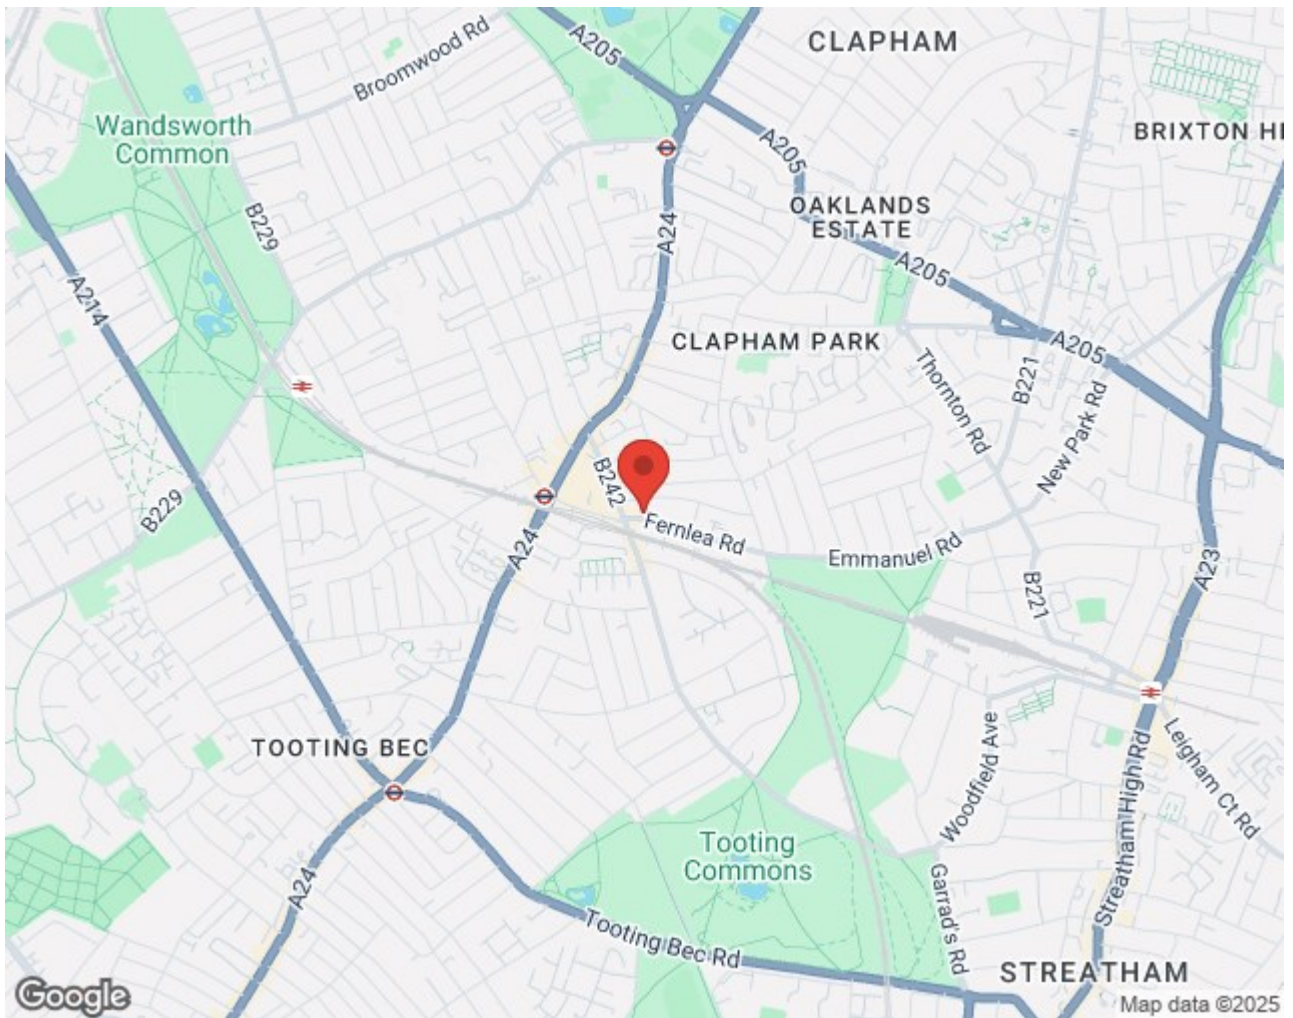 CLAPHAM
A205
Broomwood Rd
Wandsworth
Common
BRIXTON HI
A205
OAKLANDS
ESTATE
B229
A24
A205
A214
CLAPHAM PARK
A205
Thornton Rd
B221
New Park Rd
B242
B229
Fernlea Rd
A24
Emmanuel Rd
A23
B221
TOOTING BEC
Woodfield Ave
Leigham Ct Rd
Streatham High Rd
Tooting
Commons
A24
Garrad's Rd
Tooting Bec Rd
STREATHAM
Google
Map data ©2025